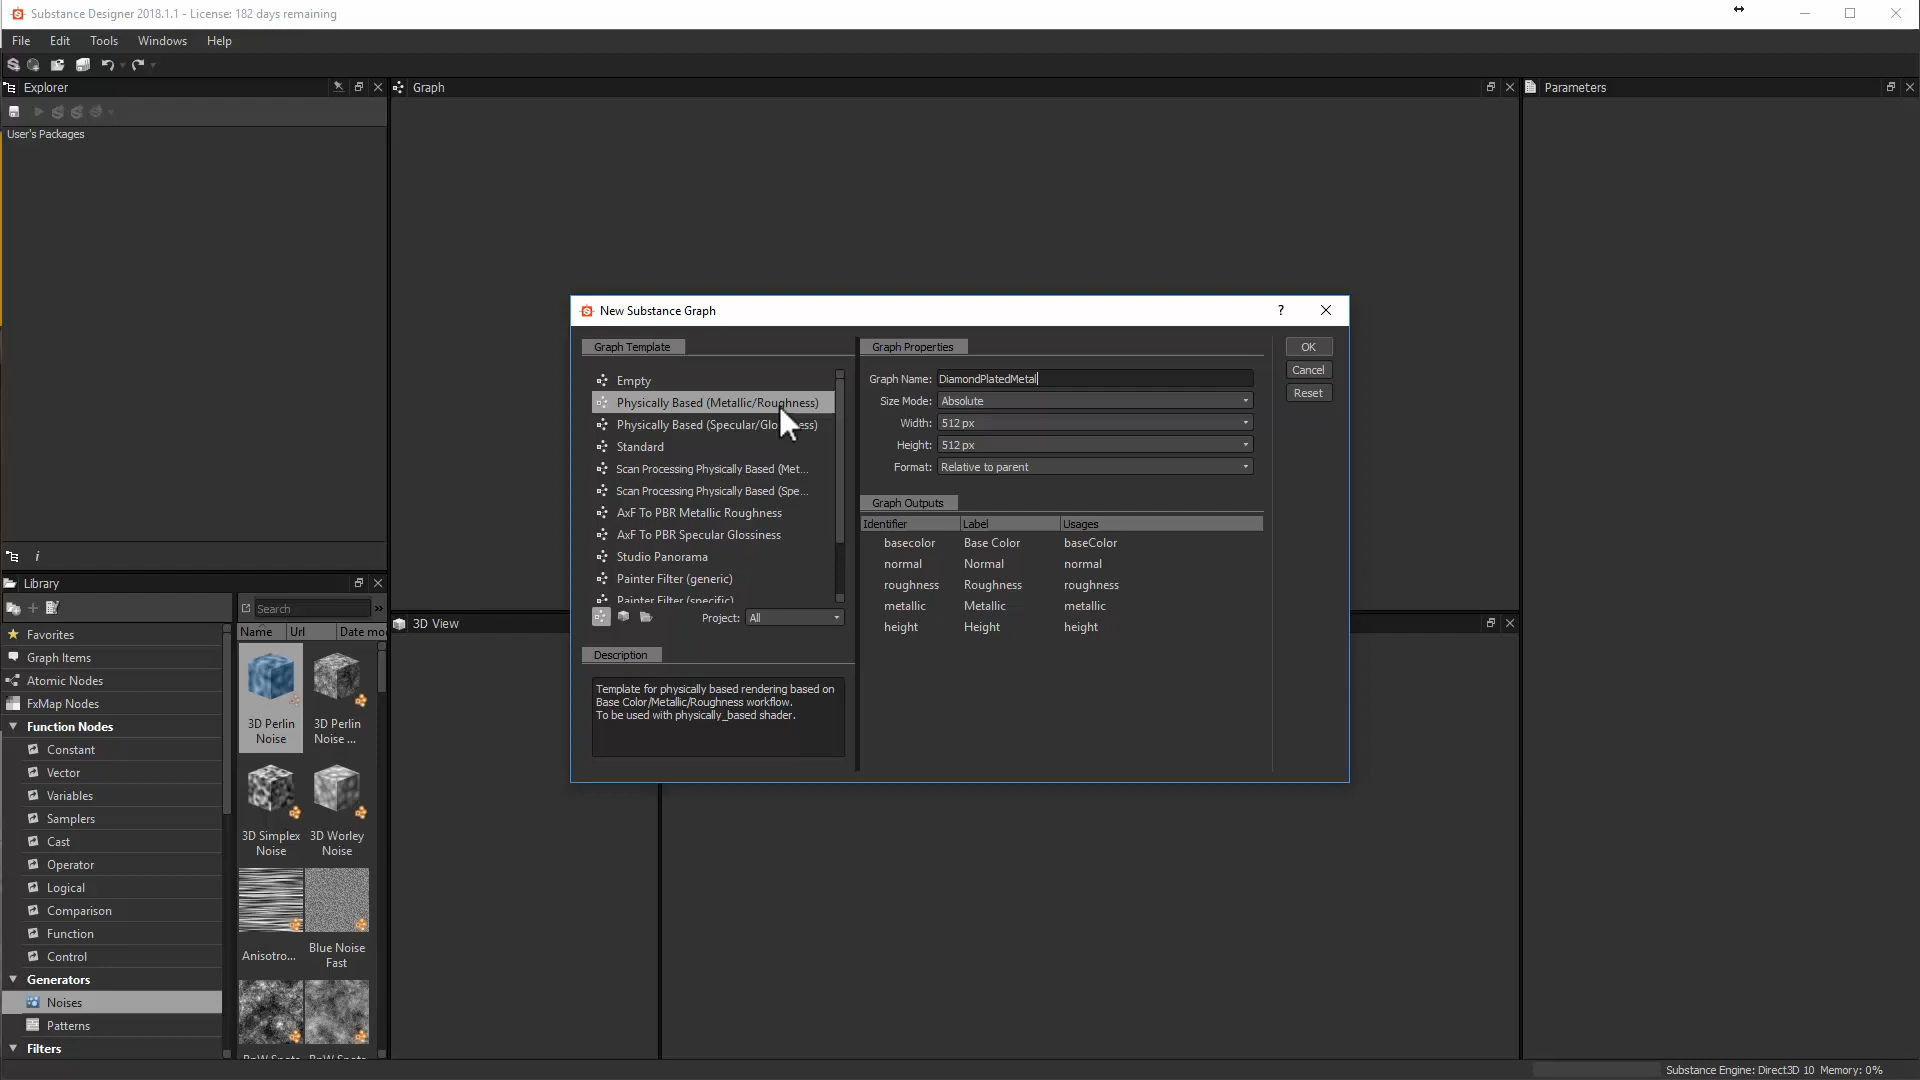 Substance Designer 2018.1.1 - License: 182 days remaining
File Edit Tools Windows Help
Explorer
Graph
Parameters
User's Packages
New Substance Graph
?
Graph Template
Empty
Physically Based (Metallic/Roughness)
Physically Based (Specular/Glo ess)
Standard
Scan Processing Physically Based (Met...
Scan Processing Physically Based (Spe...
AxF To PBR Metallic Roughness
AxF To PBR Specular Glossiness
Studio Panorama
Painter Filter (generic)
Painter Filter (specific)
Project: All
Description
Template for physically based rendering based on
Base Color/Metallic/Roughness workflow.
To be used with physically_based shader.
Graph Properties
Graph Name: DiamondPlatedMetal
Size Mode: Absolute
Width: 512 px
Height: 512 px
Format: Relative to parent
Graph Outputs
Identifier Label Usages
basecolor Base Color baseColor
normal Normal normal
roughness Roughness roughness
metallic Metallic metallic
height Height height
OK
Cancel
Reset
i
Library
Search
Name Url Date mo
Favorites
Graph Items
Atomic Nodes
FxMap Nodes
Function Nodes
Constant
Vector
Variables
Samplers
Cast
Operator
Logical
Comparison
Function
Control
Generators
Noises
Patterns
Filters
3D Perlin
Noise
3D Perlin
Noise ...
3D Simplex
Noise
3D Worley
Noise
Anisotro...
Blue Noise
Fast
BnW Spots
BnW Spots
3D View
Substance Engine: Direct3D 10 Memory: 0%